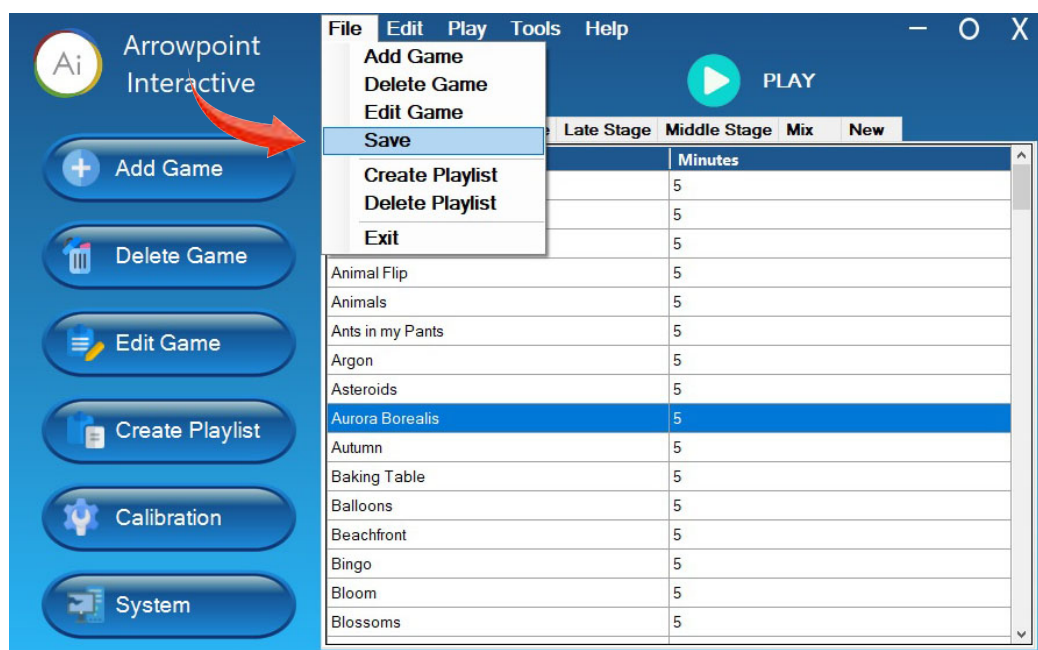 Ai
Arrowpoint
Interactive
File Edit Play Tools Help
— O X
Add Game
Delete Game
Edit Game
Save
Create Playlist
Delete Playlist
Exit
PLAY
Late Stage Middle Stage Mix New
Minutes
5
5
5
Animal Flip 5
Animals 5
Ants in my Pants 5
Argon 5
Asteroids 5
Aurora Borealis 5
Autumn 5
Baking Table 5
Balloons 5
Beachfront 5
Bingo 5
Bloom 5
Blossoms 5
Add Game
Delete Game
Edit Game
Create Playlist
Calibration
System